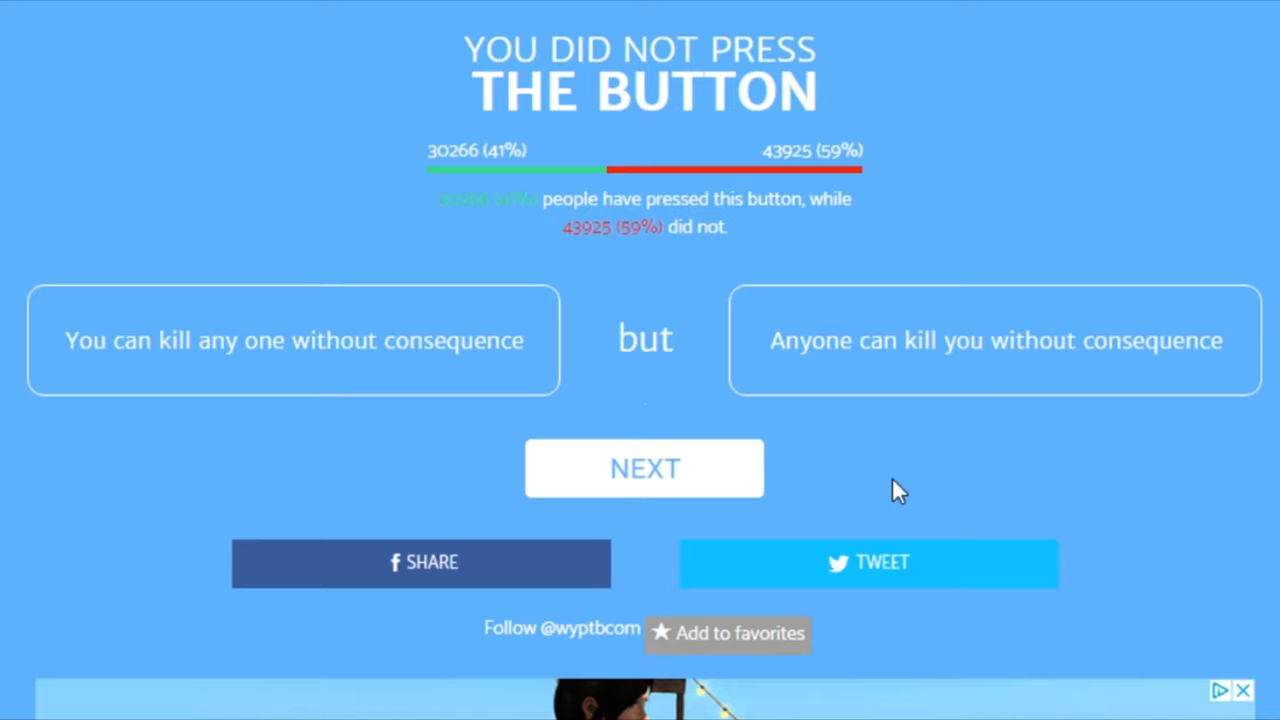 YOU DID NOT PRESS
THE BUTTON
30266 (41%) 43925 (59%)
30266 (41%) people have pressed this button, while
43925 (59%) did not.
You can kill any one without consequence but Anyone can kill you without consequence
NEXT
SHARE TWEET
Follow @wyptbcom Add to favorites